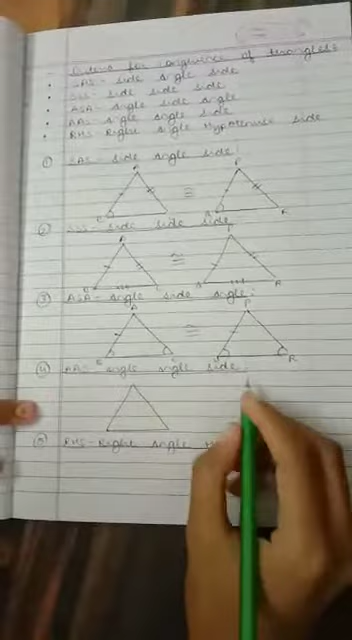 Criteria for congruence of triangles
• SAS - side angle side
• SSS - side side side
• ASA - angle side angle
• AAS angle angle side
• RHS Right angle Hypotenuse side
① SAS - side angle side:
A P
≅
B R
② SSS - side side side
A P
≅
R
③ ASA - angle side angle:
A P
≅
R
④ AAS - angle angle side:
⑤ RHS - Right angle